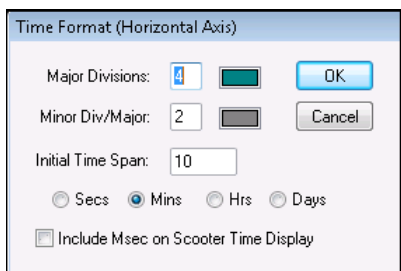 Time Format (Horizontal Axis)
Major Divisions: 4 OK
Minor Div/Major: 2 Cancel
Initial Time Span: 10
Secs Mins Hrs Days
Include Msec on Scooter Time Display